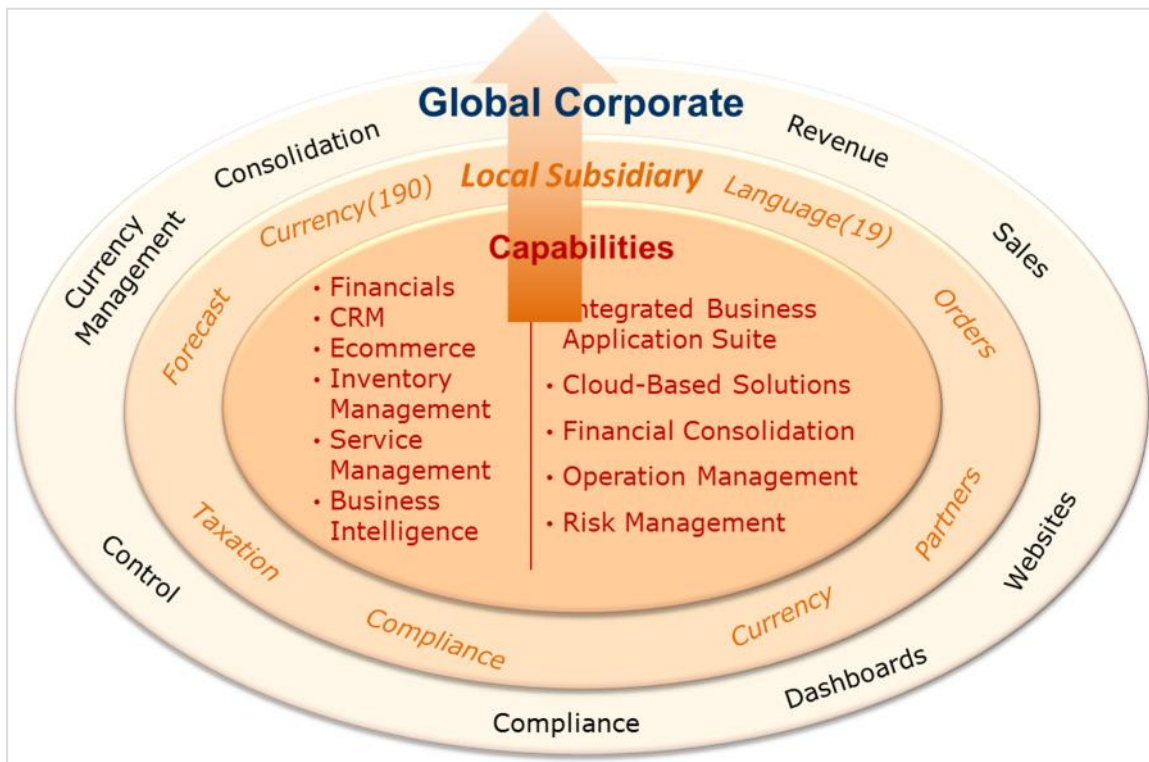 Global Corporate
Consolidation
Revenue
Currency
Management
Sales
Control
Websites
Dashboards
Compliance
Local Subsidiary
Currency(190)
Language(19)
Forecast
Orders
Taxation
Partners
Compliance
Currency
Capabilities
• Financials
• CRM
• Ecommerce
• Inventory
Management
• Service
Management
• Business
Intelligence
Integrated Business
Application Suite
• Cloud-Based Solutions
• Financial Consolidation
• Operation Management
• Risk Management